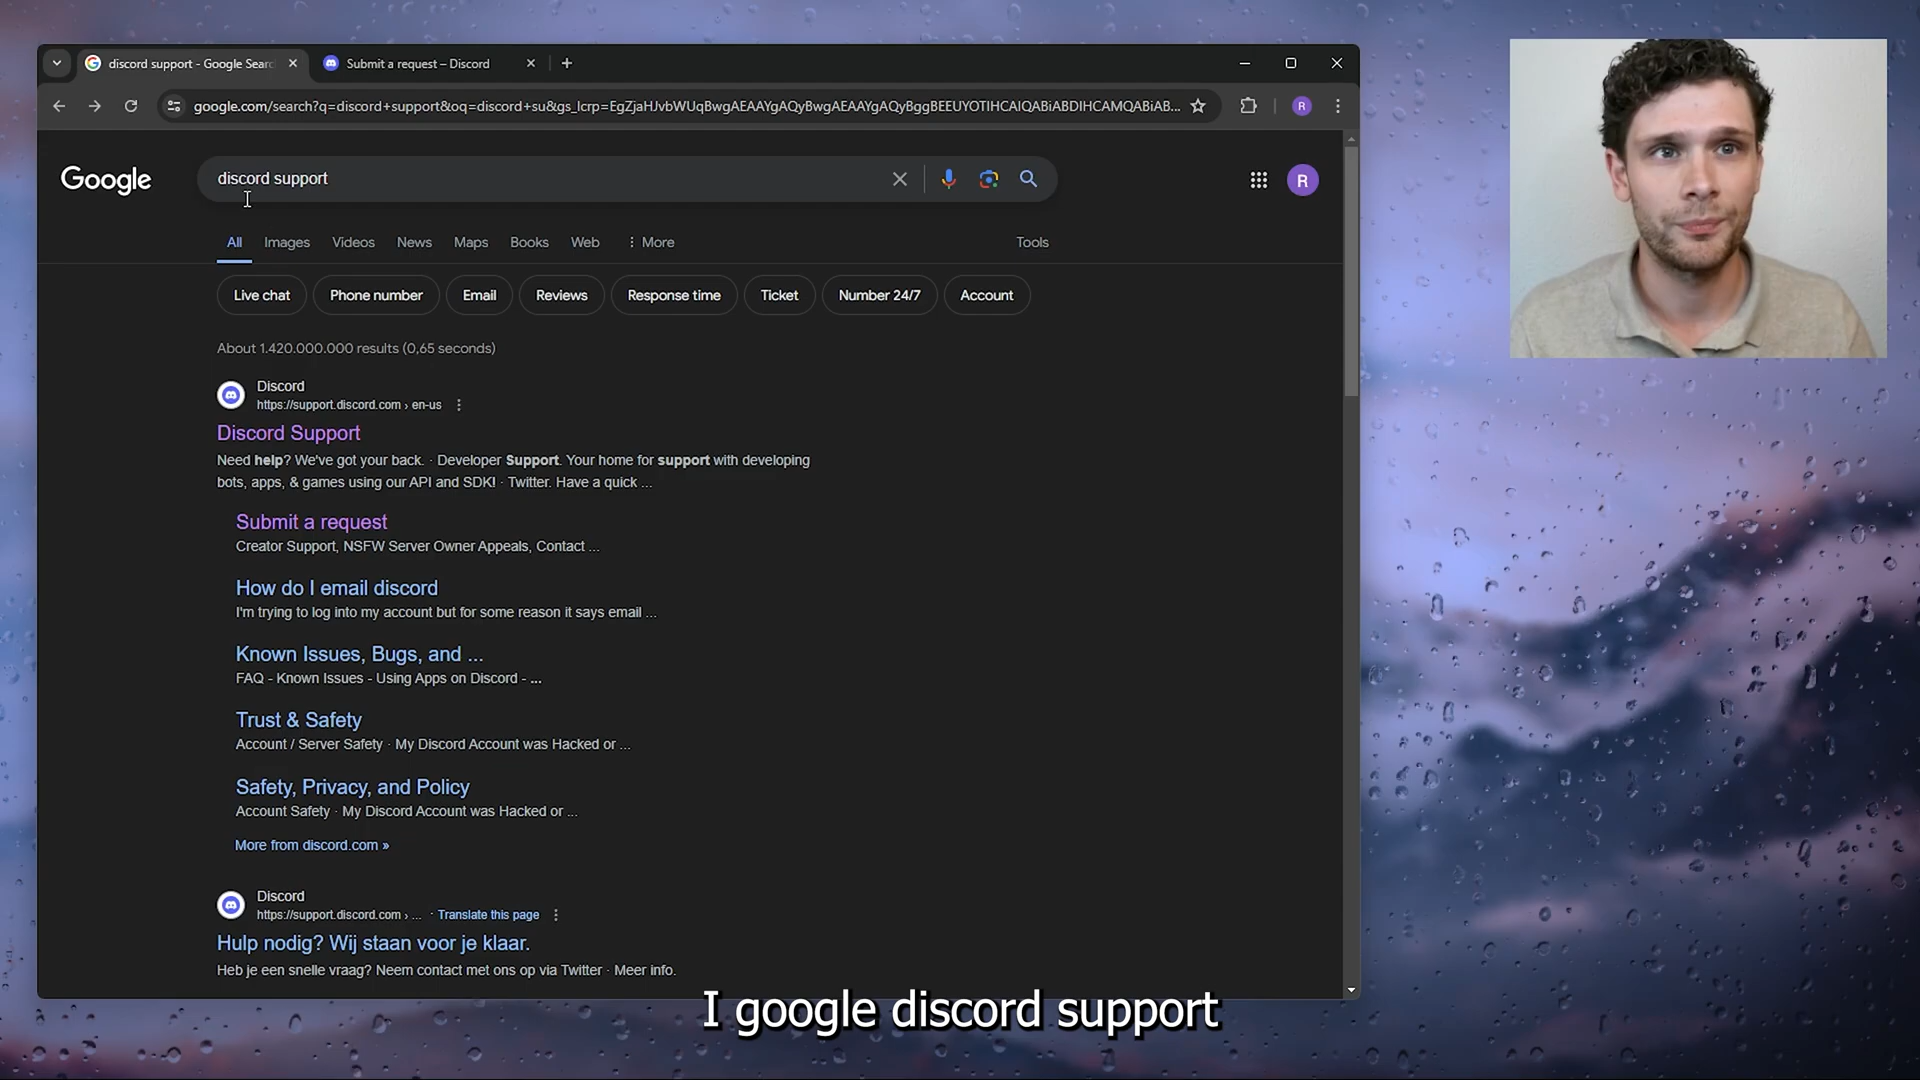 discord support - Google Searc
Submit a request – Discord
google.com/search?q=discord+support&oq=discord+su&gs_lcrp=EgZjaHJvbWUqBwgAEAAYgAQyBwgAEAAYgAQyBggBEEUYOTIHCAIQABiABDIHCAMQABiAB...
R
Google
discord support
R
All
Images
Videos
News
Maps
Books
Web
More
Tools
Live chat
Phone number
Email
Reviews
Response time
Ticket
Number 24/7
Account
About 1.420.000.000 results (0,65 seconds)
Discord
https://support.discord.com › en-us
Discord Support
Need help? We've got your back. · Developer Support. Your home for support with developing
bots, apps, & games using our API and SDK! · Twitter. Have a quick ...
Submit a request
Creator Support, NSFW Server Owner Appeals, Contact ...
How do I email discord
I'm trying to log into my account but for some reason it says email ...
Known Issues, Bugs, and ...
FAQ - Known Issues - Using Apps on Discord - ...
Trust & Safety
Account / Server Safety · My Discord Account was Hacked or ...
Safety, Privacy, and Policy
Account Safety · My Discord Account was Hacked or ...
More from discord.com »
Discord
https://support.discord.com › ... · Translate this page
Hulp nodig? Wij staan voor je klaar.
Heb je een snelle vraag? Neem contact met ons op via Twitter · Meer info.
I google discord support